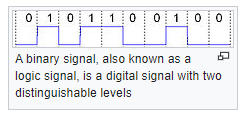 0 1 0 1 1 0 0 1 0 0
A binary signal, also known as a
logic signal, is a digital signal with two
distinguishable levels